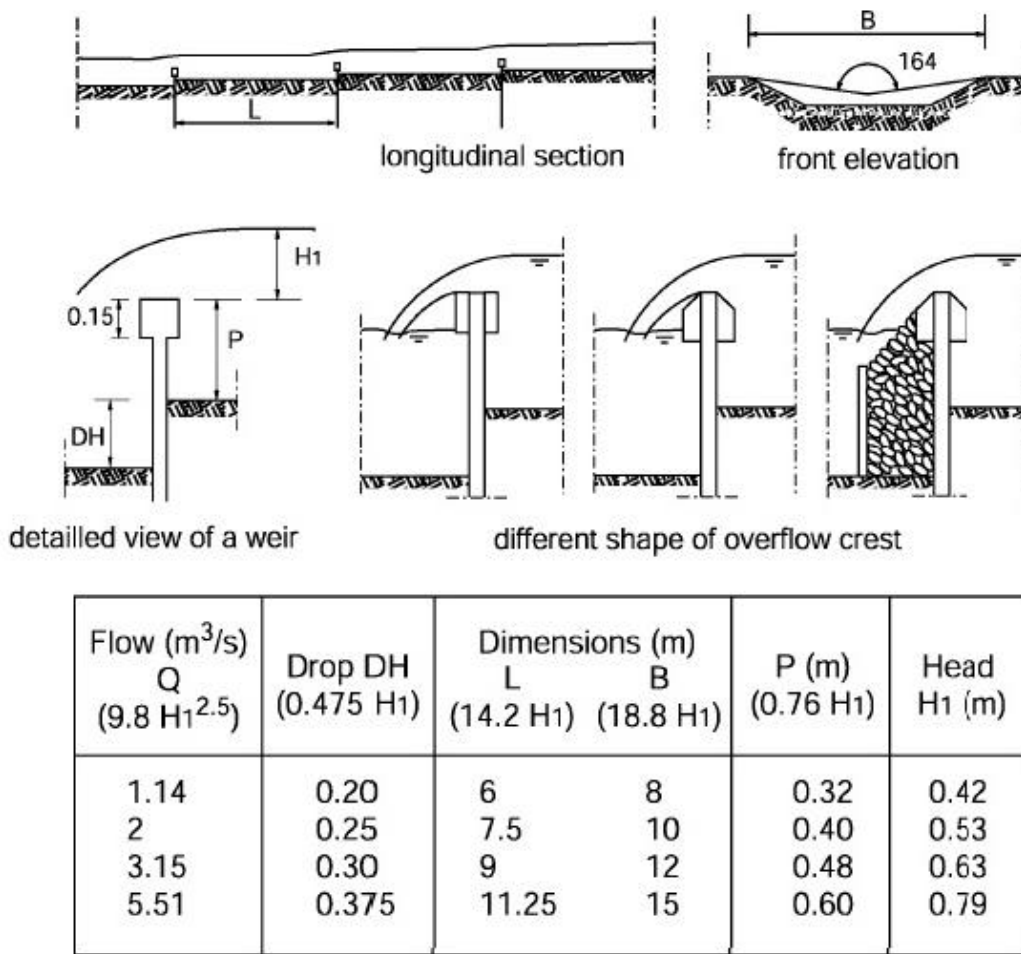 B
164
L
longitudinal section
front elevation
H1
0.15
P
DH
detailled view of a weir
different shape of overflow crest
Flow (m³/s) Q (9.8 H1^2.5) | Drop DH (0.475 H1) | Dimensions (m) L (14.2 H1) B (18.8 H1) | P (m) (0.76 H1) | Head H1 (m)
1.14 0.20 6 8 0.32 0.42
2 0.25 7.5 10 0.40 0.53
3.15 0.30 9 12 0.48 0.63
5.51 0.375 11.25 15 0.60 0.79